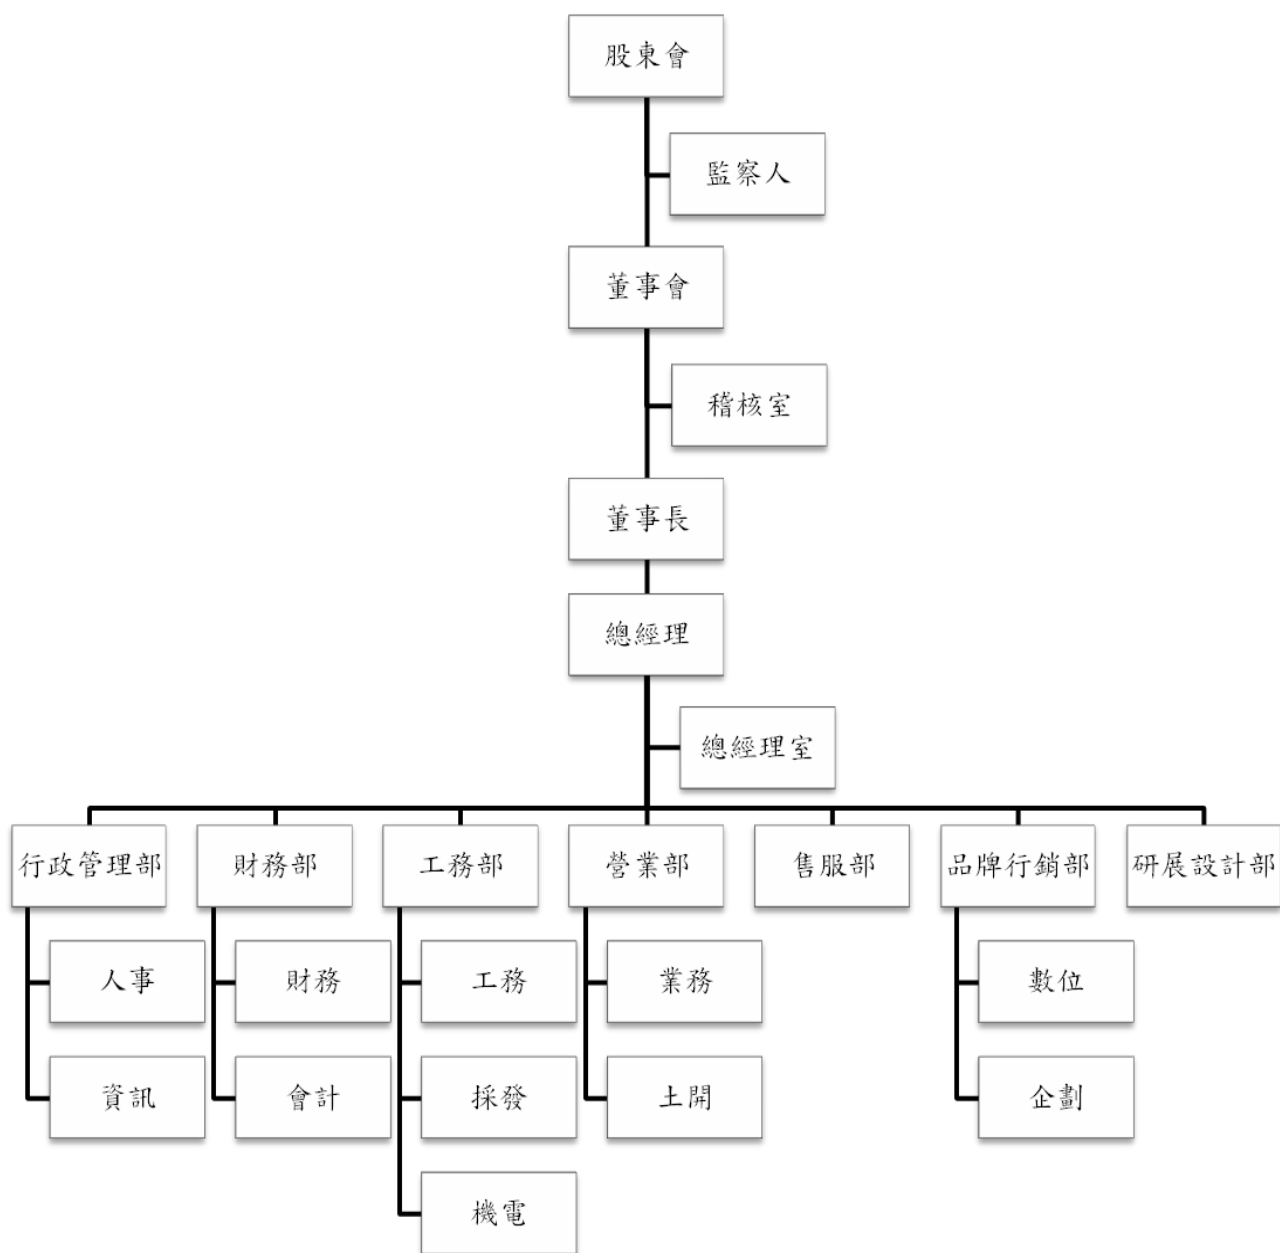 股東會
監察人
董事會
稽核室
董事長
總經理
總經理室
行政管理部
財務部
工務部
營業部
售服部
品牌行銷部
研展設計部
人事
財務
工務
業務
數位
資訊
會計
採發
土開
企劃
機電